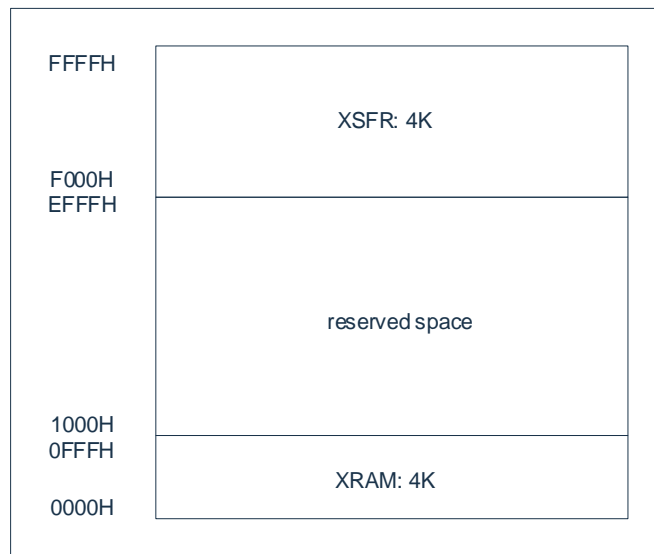 FFFFH
XSFR: 4K
F000H
EFFFH
reserved space
1000H
0FFFH
XRAM: 4K
0000H